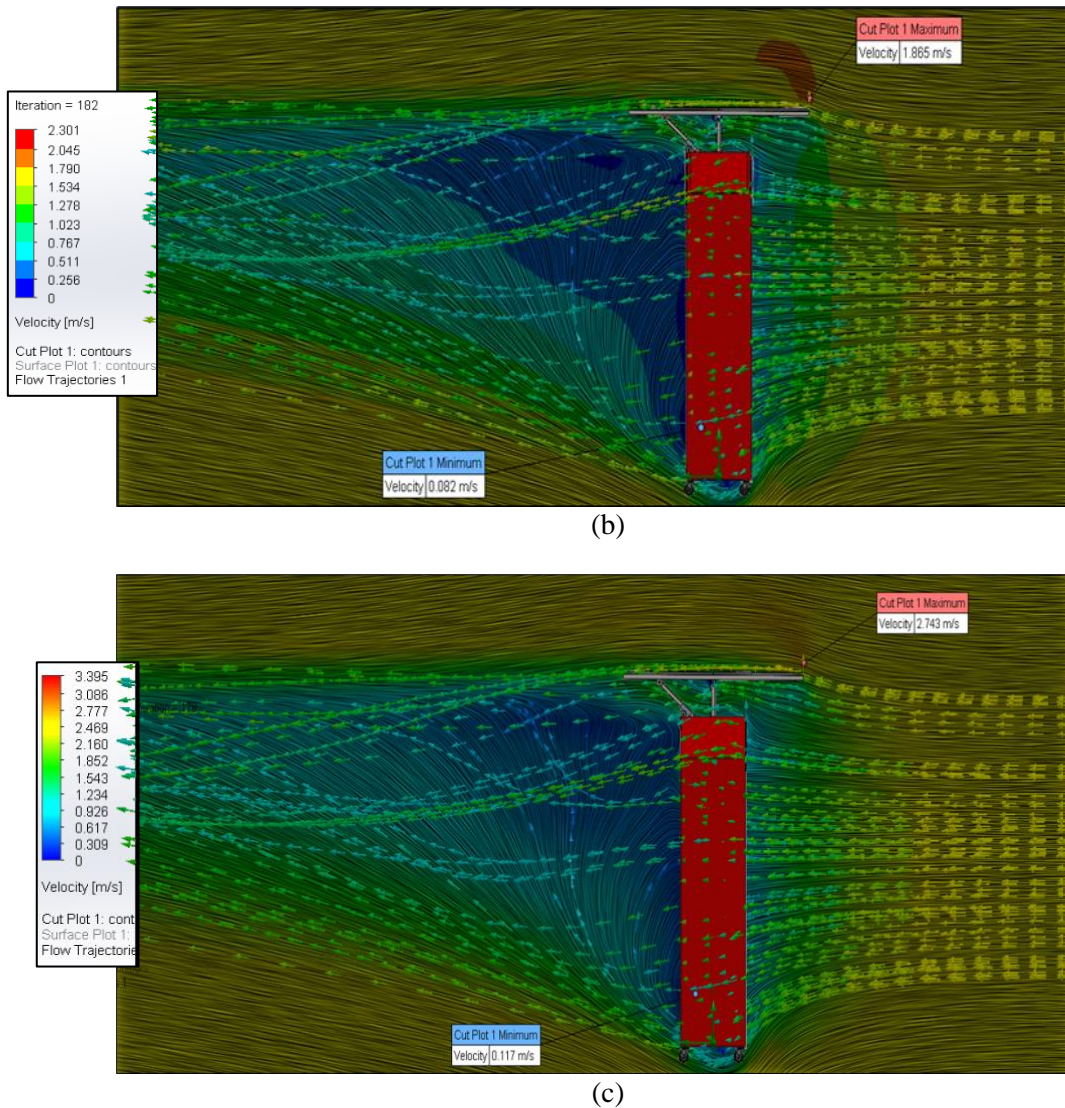 Cut Plot 1 Maximum
Velocity 1.865 m/s
Iteration = 182
2.301
2.045
1.790
1.534
1.279
1.023
0.767
0.511
0.256
0
Velocity [m/s]
Cut Plot 1: contours
Surface Plot 1: contours
Flow Trajectories 1
Cut Plot 1 Minimum
Velocity 0.082 m/s
(b)
Cut Plot 1 Maximum
Velocity 2.743 m/s
3.395
3.086
2.777
2.469
2.160
1.852
1.543
1.234
0.926
0.617
0.309
0
Velocity [m/s]
Cut Plot 1: cont
Surface Plot 1:
Flow Trajectorie
Cut Plot 1 Minimum
Velocity 0.117 m/s
(c)